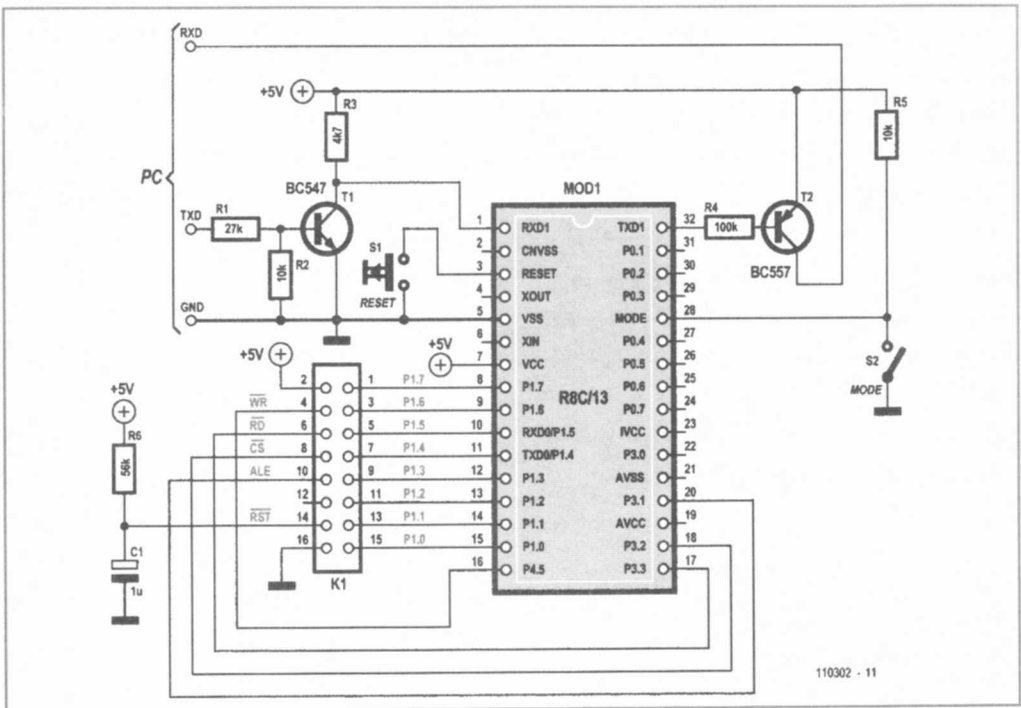 RXD
+5V
R3
4k7
R5
10k
PC
BC547
T1
MOD1
TXD
R1
27k
R2
10k
S1
RESET
GND
1 RXD1
2 CNVSS
3 RESET
4 XOUT
5 VSS
6 XIN
7 VCC
8 P1.7
9 P1.6
10 RXD0/P1.5
11 TXD0/P1.4
12 P1.3
13 P1.2
14 P1.1
15 P1.0
16 P4.5
R8C/13
TXD1 32
P0.1 31
P0.2 30
P0.3 29
MODE 28
P0.4 27
P0.5 26
P0.6 25
P0.7 24
IVCC 23
P3.0 22
AVSS 21
P3.1 20
AVCC 19
P3.2 18
P3.3 17
R4
100k
T2
BC557
S2
MODE
+5V
+5V
2 1 P1.7
WR 4 3 P1.6
RD 6 5 P1.5
CS 8 7 P1.4
ALE 10 9 P1.3
12 11 P1.2
RST 14 13 P1.1
16 15 P1.0
K1
+5V
R6
56k
C1
1u
110302 - 11